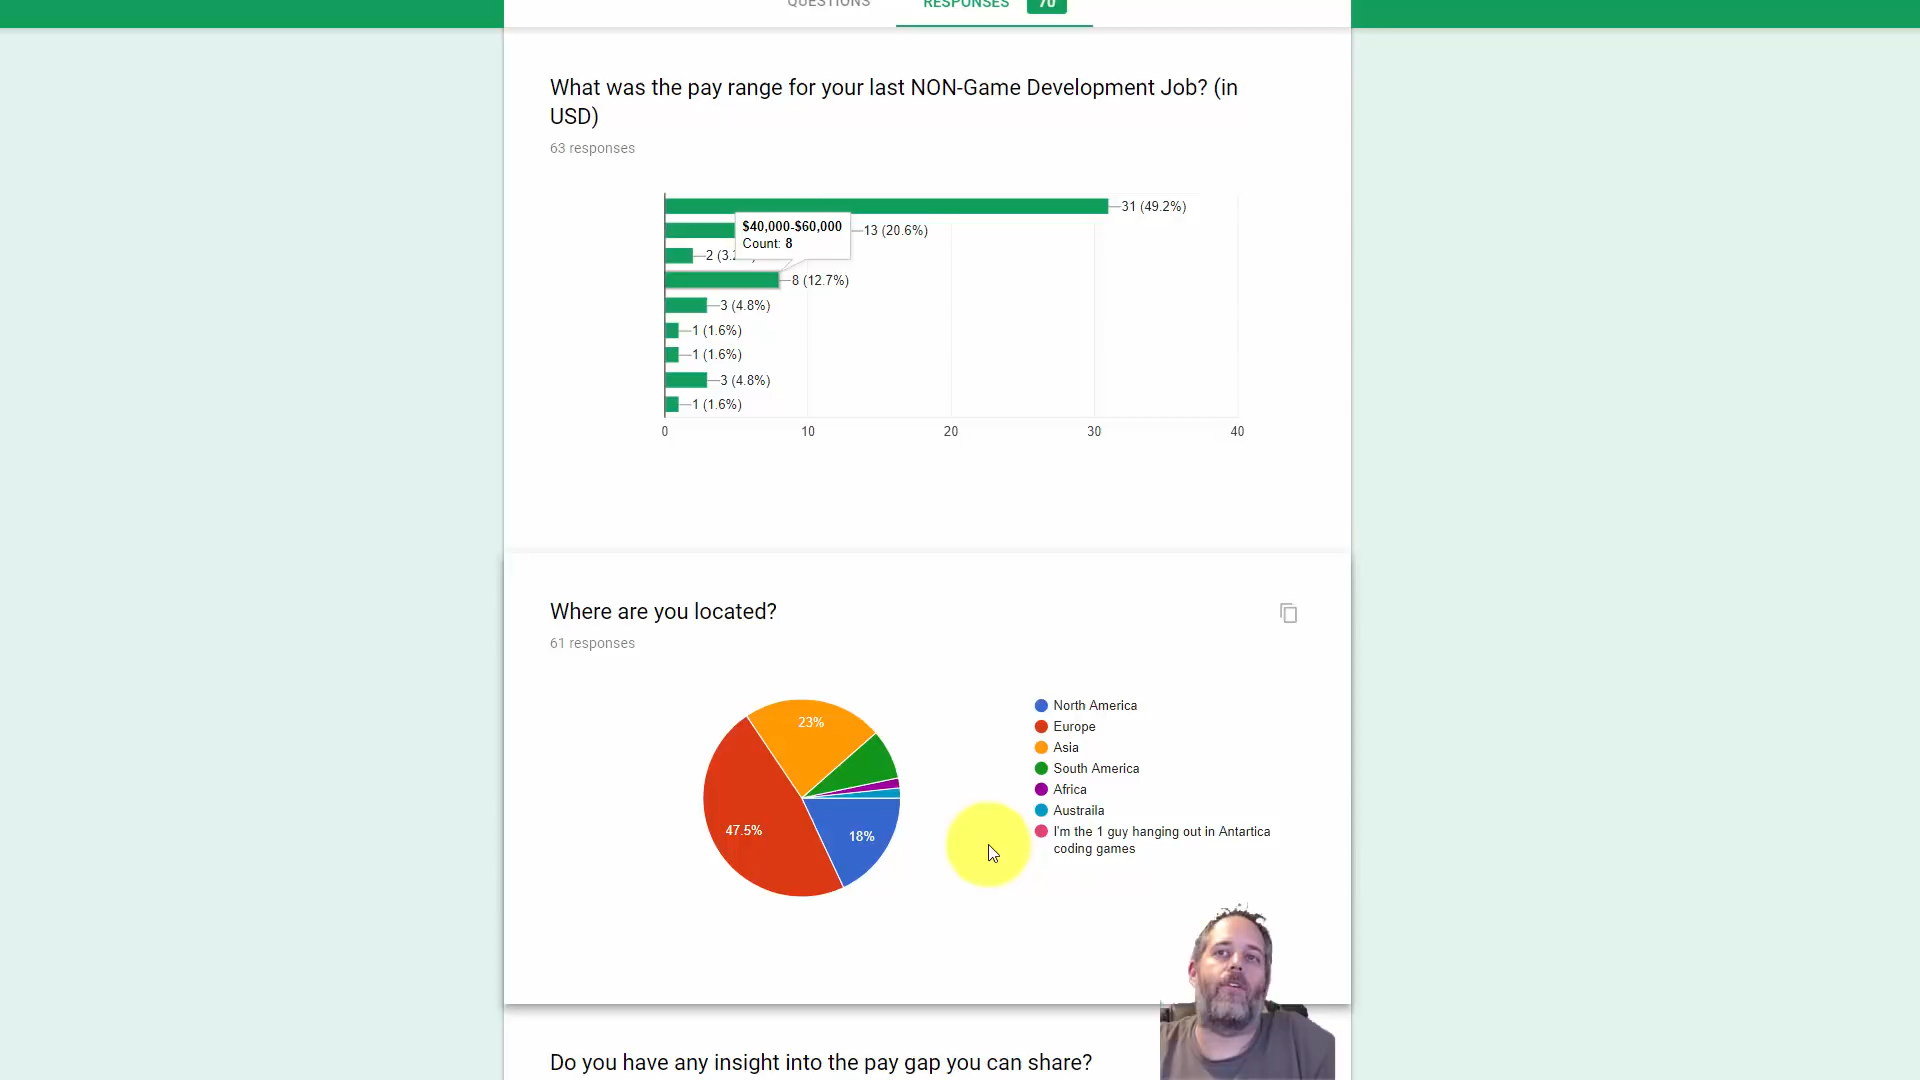 QUESTIONS
RESPONSES
70
What was the pay range for your last NON-Game Development Job? (in
USD)
63 responses
31 (49.2%)
$40,000-$60,000
Count: 8
13 (20.6%)
2 (3.2
8 (12.7%)
3 (4.8%)
1 (1.6%)
1 (1.6%)
3 (4.8%)
1 (1.6%)
0
10
20
30
40
Where are you located?
61 responses
23%
47.5%
18%
North America
Europe
Asia
South America
Africa
Austraila
I'm the 1 guy hanging out in Antartica
coding games
Do you have any insight into the pay gap you can share?